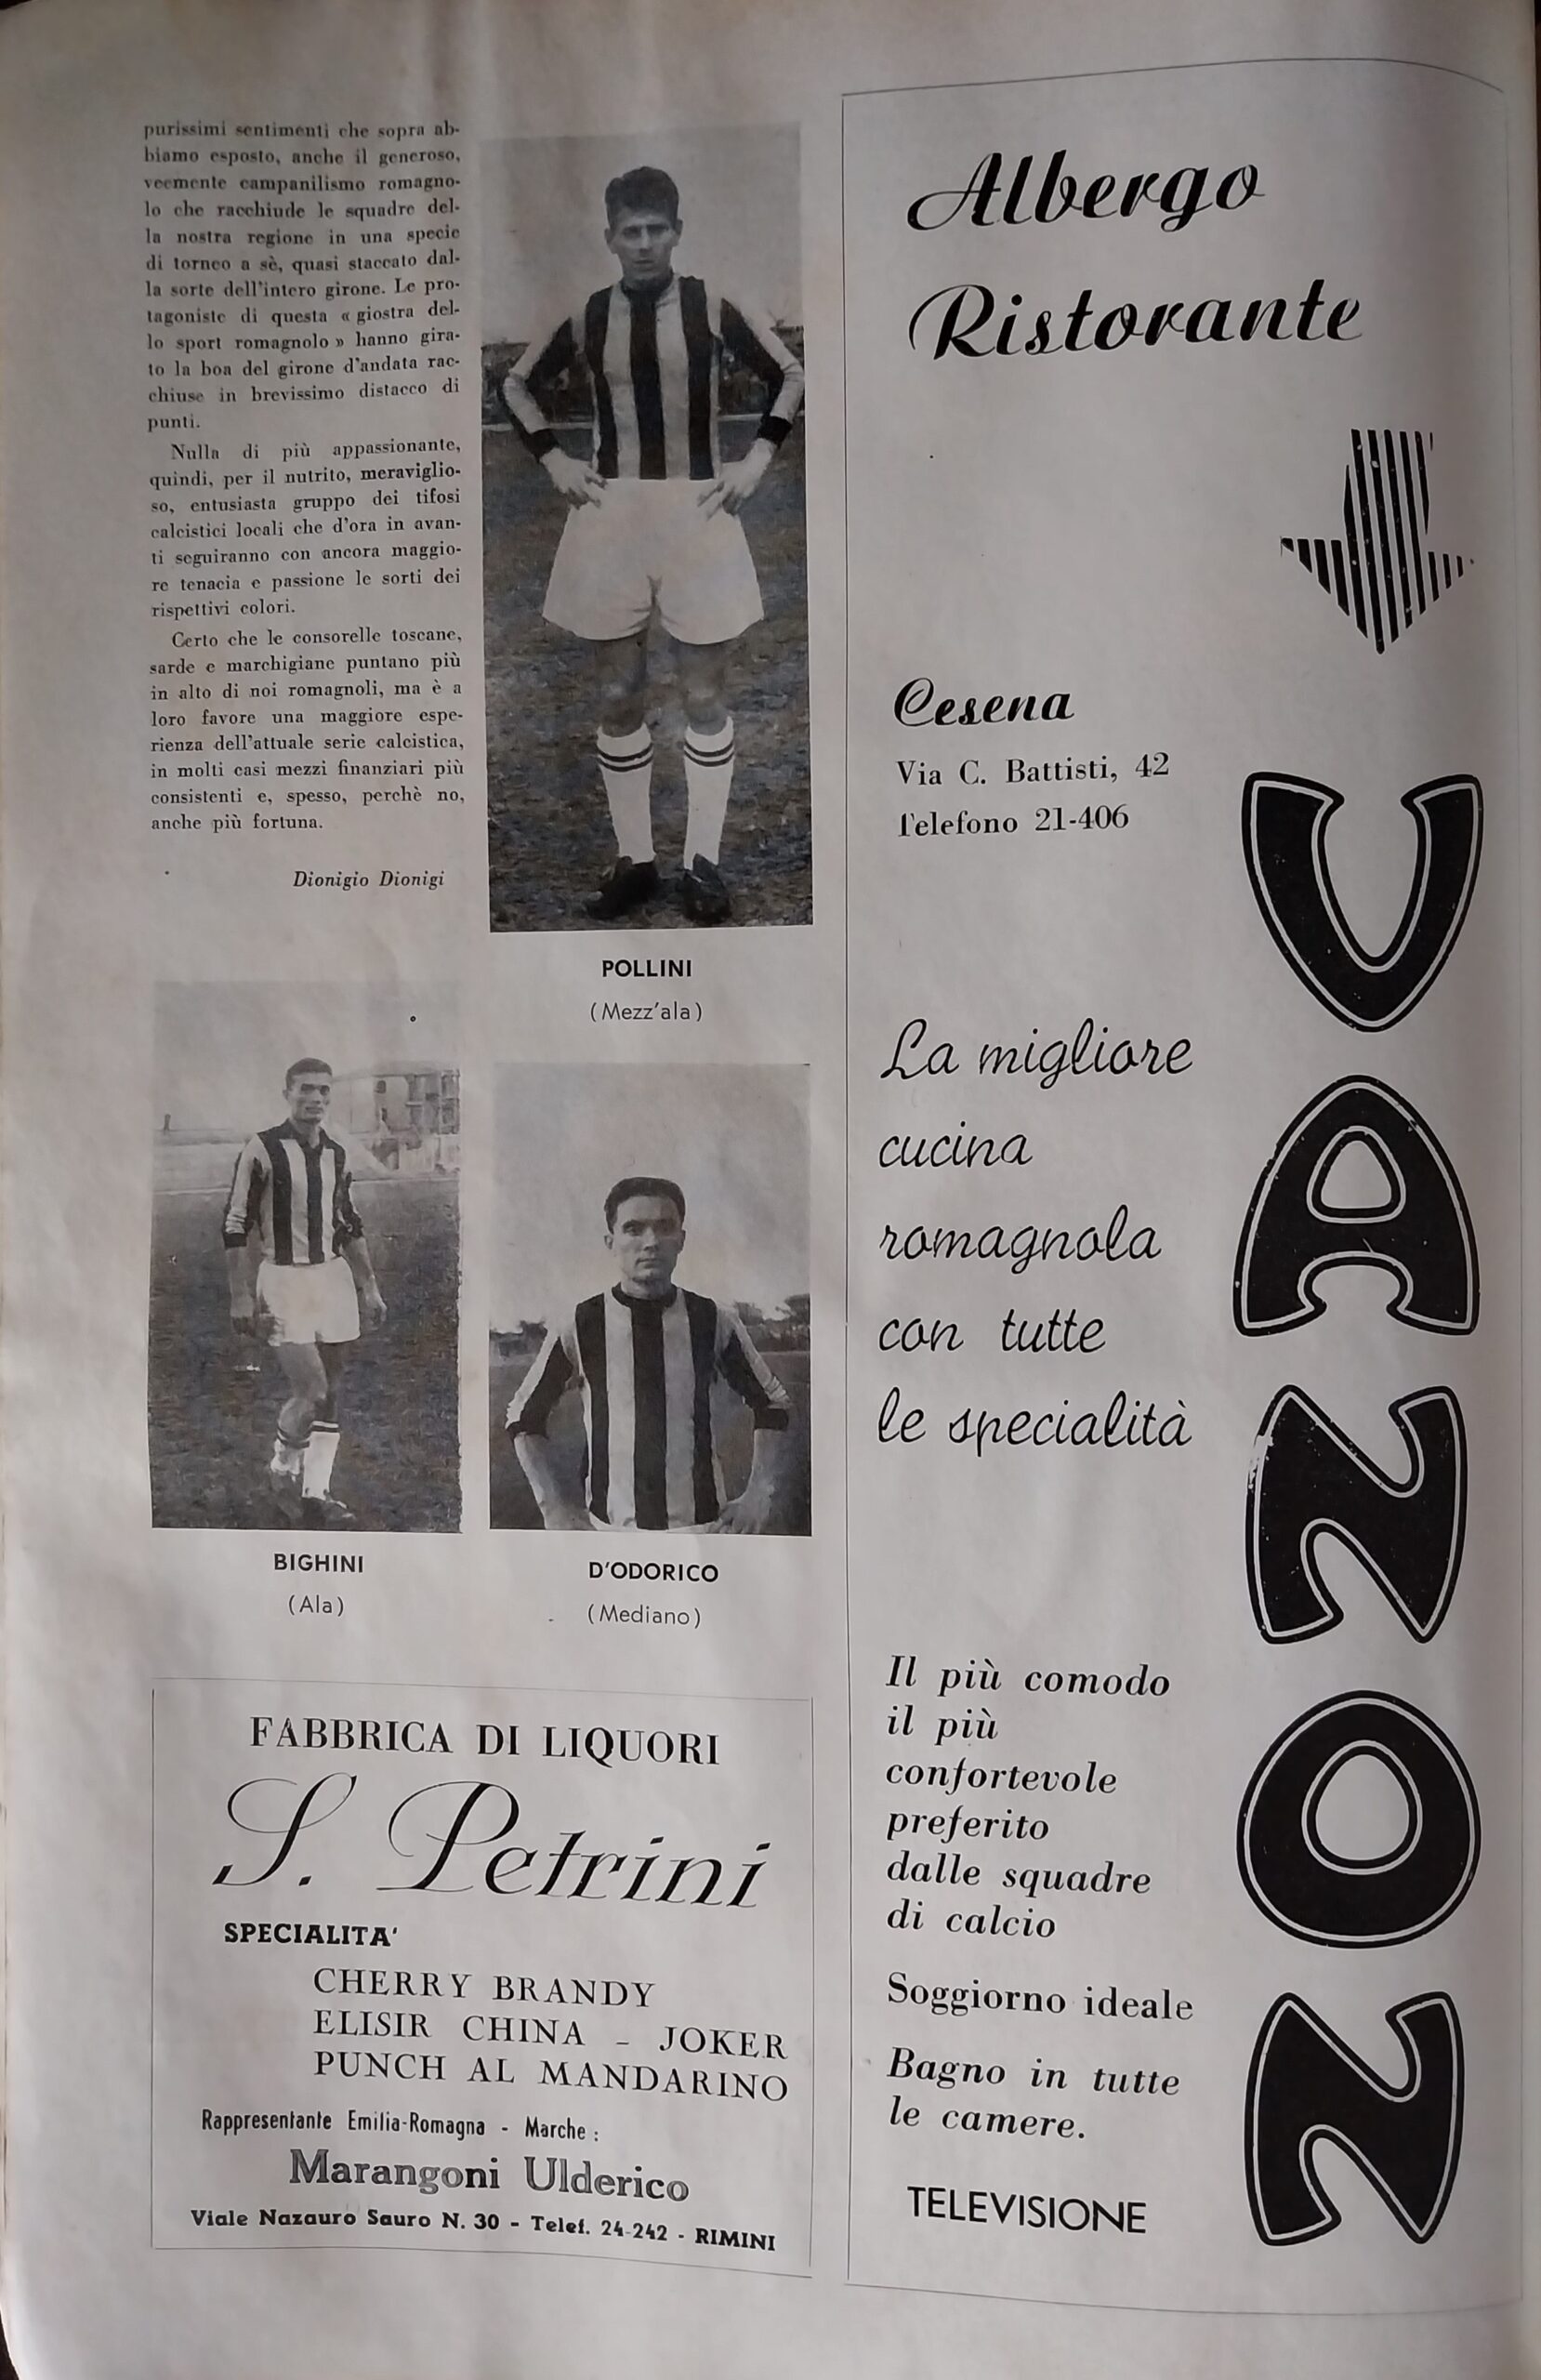 purissimi sentimenti che sopra ab-
biamo esposto, anche il generoso,
veemente campanilismo romagno-
lo che racchiude le squadre del-
la nostra regione in una specie
di torneo a sè, quasi staccato dal-
la sorte dell'intero girone. Le pro-
tagoniste di questa « giostra del-
lo sport romagnolo » hanno gira-
to la boa del girone d'andata rac-
chiuse in brevissimo distacco di
punti.
Nulla di più appassionante,
quindi, per il nutrito, meraviglio-
so, entusiasta gruppo dei tifosi
calcistici locali che d'ora in avan-
ti seguiranno con ancora maggio-
re tenacia e passione le sorti dei
rispettivi colori.
Certo che le consorelle toscane,
sarde e marchigiane puntano più
in alto di noi romagnoli, ma è a
loro favore una maggiore espe-
rienza dell'attuale serie calcistica,
in molti casi mezzi finanziari più
consistenti e, spesso, perchè no,
anche più fortuna.
Dionigio Dionigi
POLLINI
(Mezz'ala)
BIGHINI
(Ala)
D'ODORICO
(Mediano)
FABBRICA DI LIQUORI
S. Petrini
SPECIALITA'
CHERRY BRANDY
ELISIR CHINA - JOKER
PUNCH AL MANDARINO
Rappresentante Emilia-Romagna - Marche :
Marangoni Ulderico
Viale Nazauro Sauro N. 30 - Telef. 24-242 - RIMINI
Albergo
Ristorante
Cesena
Via C. Battisti, 42
Telefono 21-406
La migliore
cucina
romagnola
con tutte
le specialità
Il più comodo
il più
confortevole
preferito
dalle squadre
di calcio
Soggiorno ideale
Bagno in tutte
le camere.
TELEVISIONE
CASALI